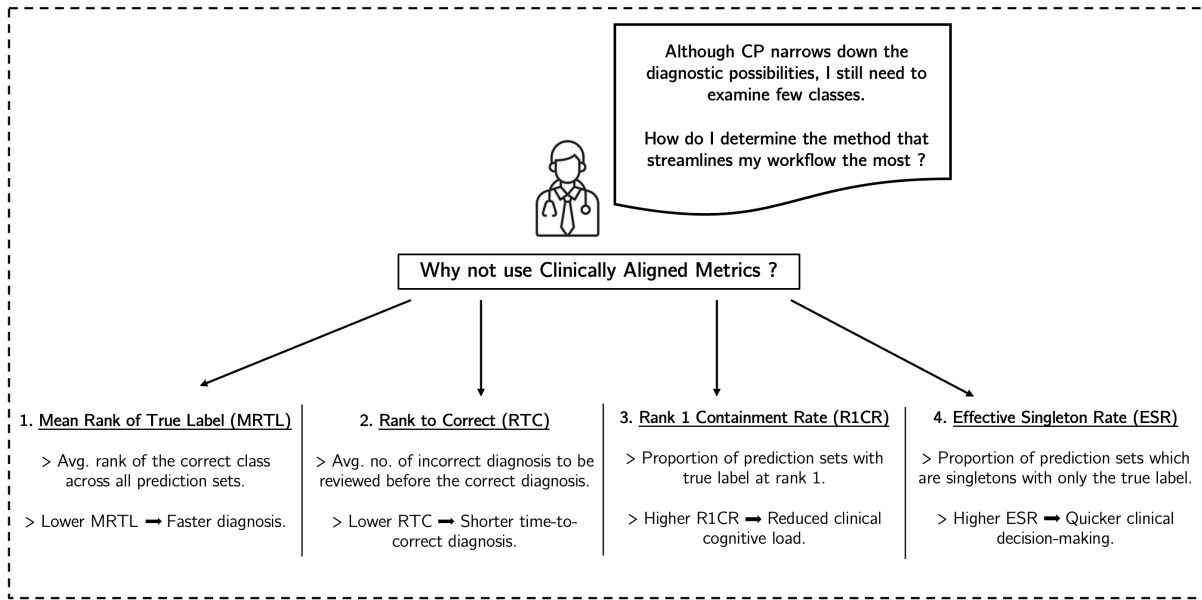 Although CP narrows down the
diagnostic possibilities, I still need to
examine few classes.
How do I determine the method that
streamlines my workflow the most ?
Why not use Clinically Aligned Metrics ?
1. Mean Rank of True Label (MRTL)
> Avg. rank of the correct class
across all prediction sets.
> Lower MRTL ➡ Faster diagnosis.
2. Rank to Correct (RTC)
> Avg. no. of incorrect diagnosis to be
reviewed before the correct diagnosis.
> Lower RTC ➡ Shorter time-to-
correct diagnosis.
3. Rank 1 Containment Rate (R1CR)
> Proportion of prediction sets with
true label at rank 1.
> Higher R1CR ➡ Reduced clinical
cognitive load.
4. Effective Singleton Rate (ESR)
> Proportion of prediction sets which
are singletons with only the true label.
> Higher ESR ➡ Quicker clinical
decision-making.